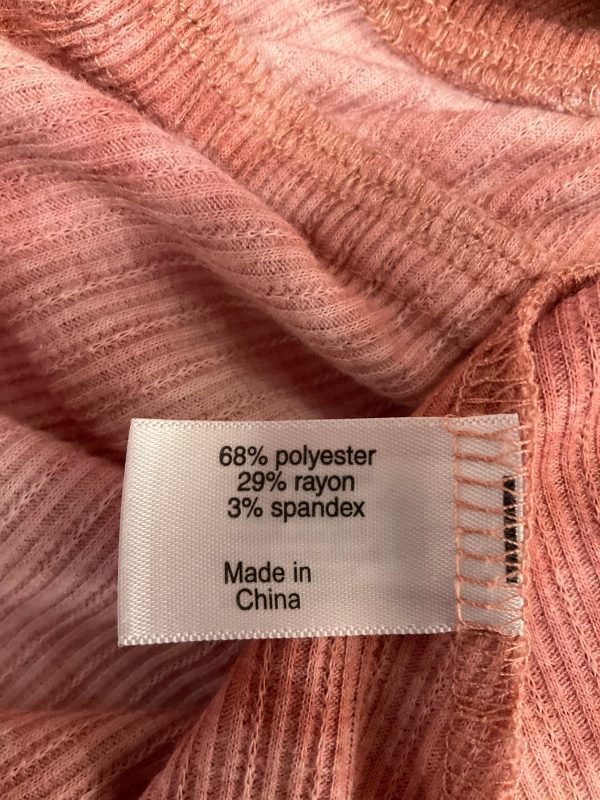 68% polyester
29% rayon
3% spandex
Made in
China